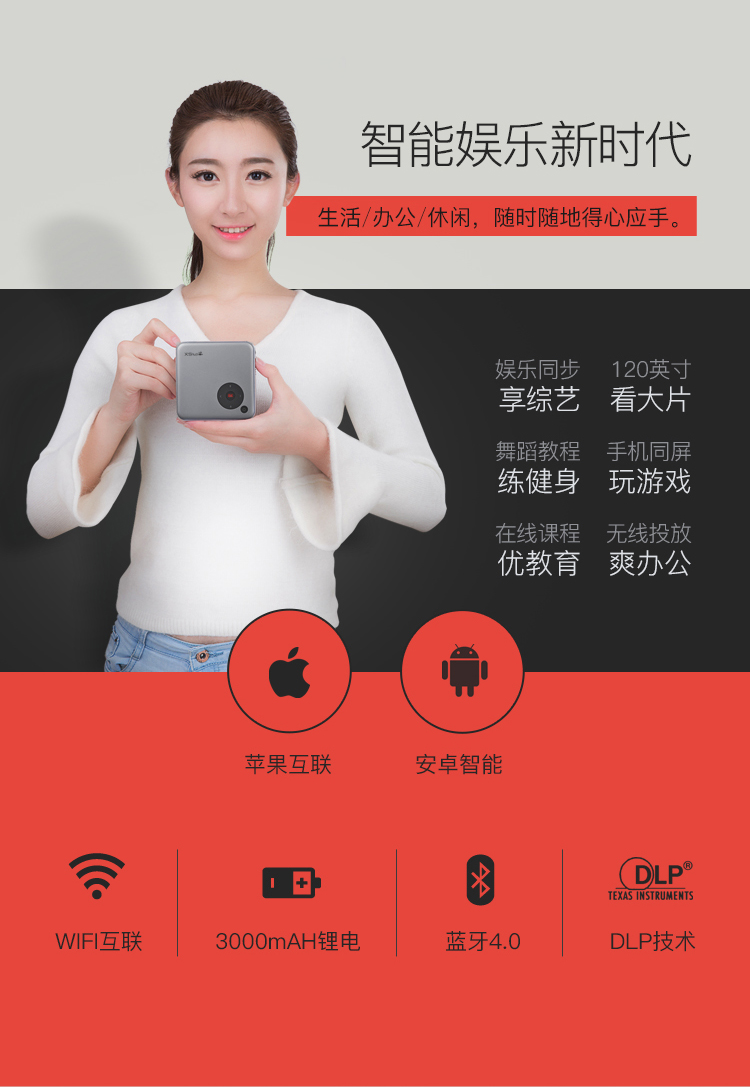 智能娱乐新时代
生活/办公/休闲，随时随地得心应手。
娱乐同步 120英寸
享综艺 看大片
舞蹈教程 手机同屏
练健身 玩游戏
在线课程 无线投放
优教育 爽办公
苹果互联 安卓智能
DLP®
TEXAS INSTRUMENTS
WIFI互联 3000mAH锂电 蓝牙4.0 DLP技术